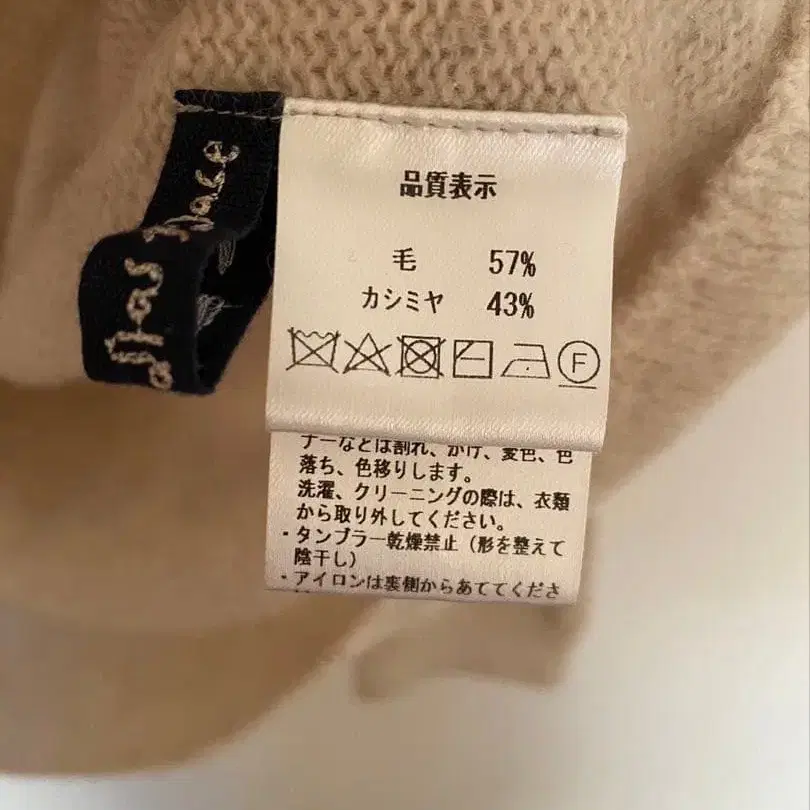 品質表示
毛 57%
カシミヤ 43%
F
ナーなどは割れ、かけ、変色、色
落ち、色移りします。
洗濯、クリーニングの際は、衣類
から取り外してください。
・タンブラー乾燥禁止（形を整えて
陰干し）
・アイロンは裏側からあててくださ